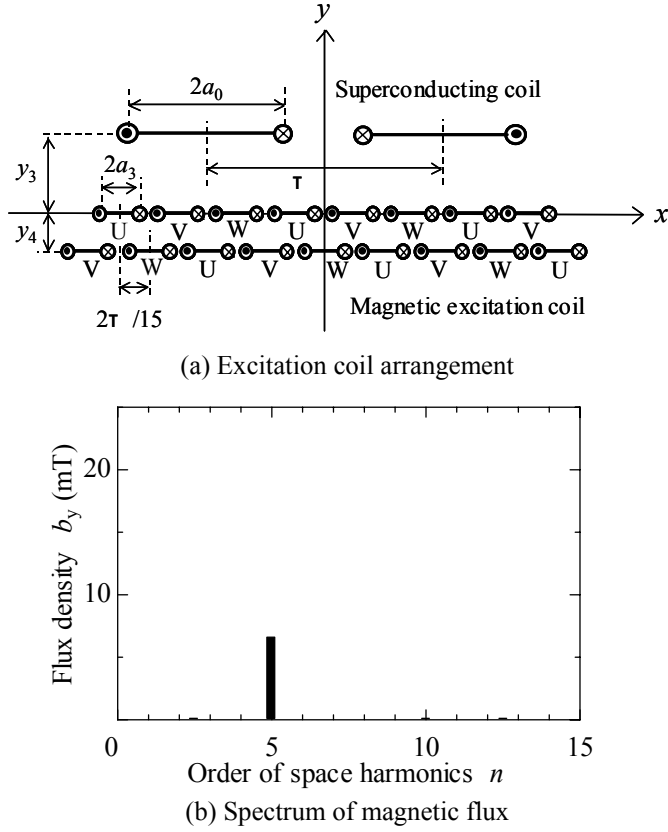 y
2a0
Superconducting coil
y3
2a3
τ
x
U V W U V W U V
y4
V W U V W U V W U
2τ /15
Magnetic excitation coil
(a) Excitation coil arrangement
Flux density by (mT)
20
10
0 5 10 15
Order of space harmonics n
(b) Spectrum of magnetic flux